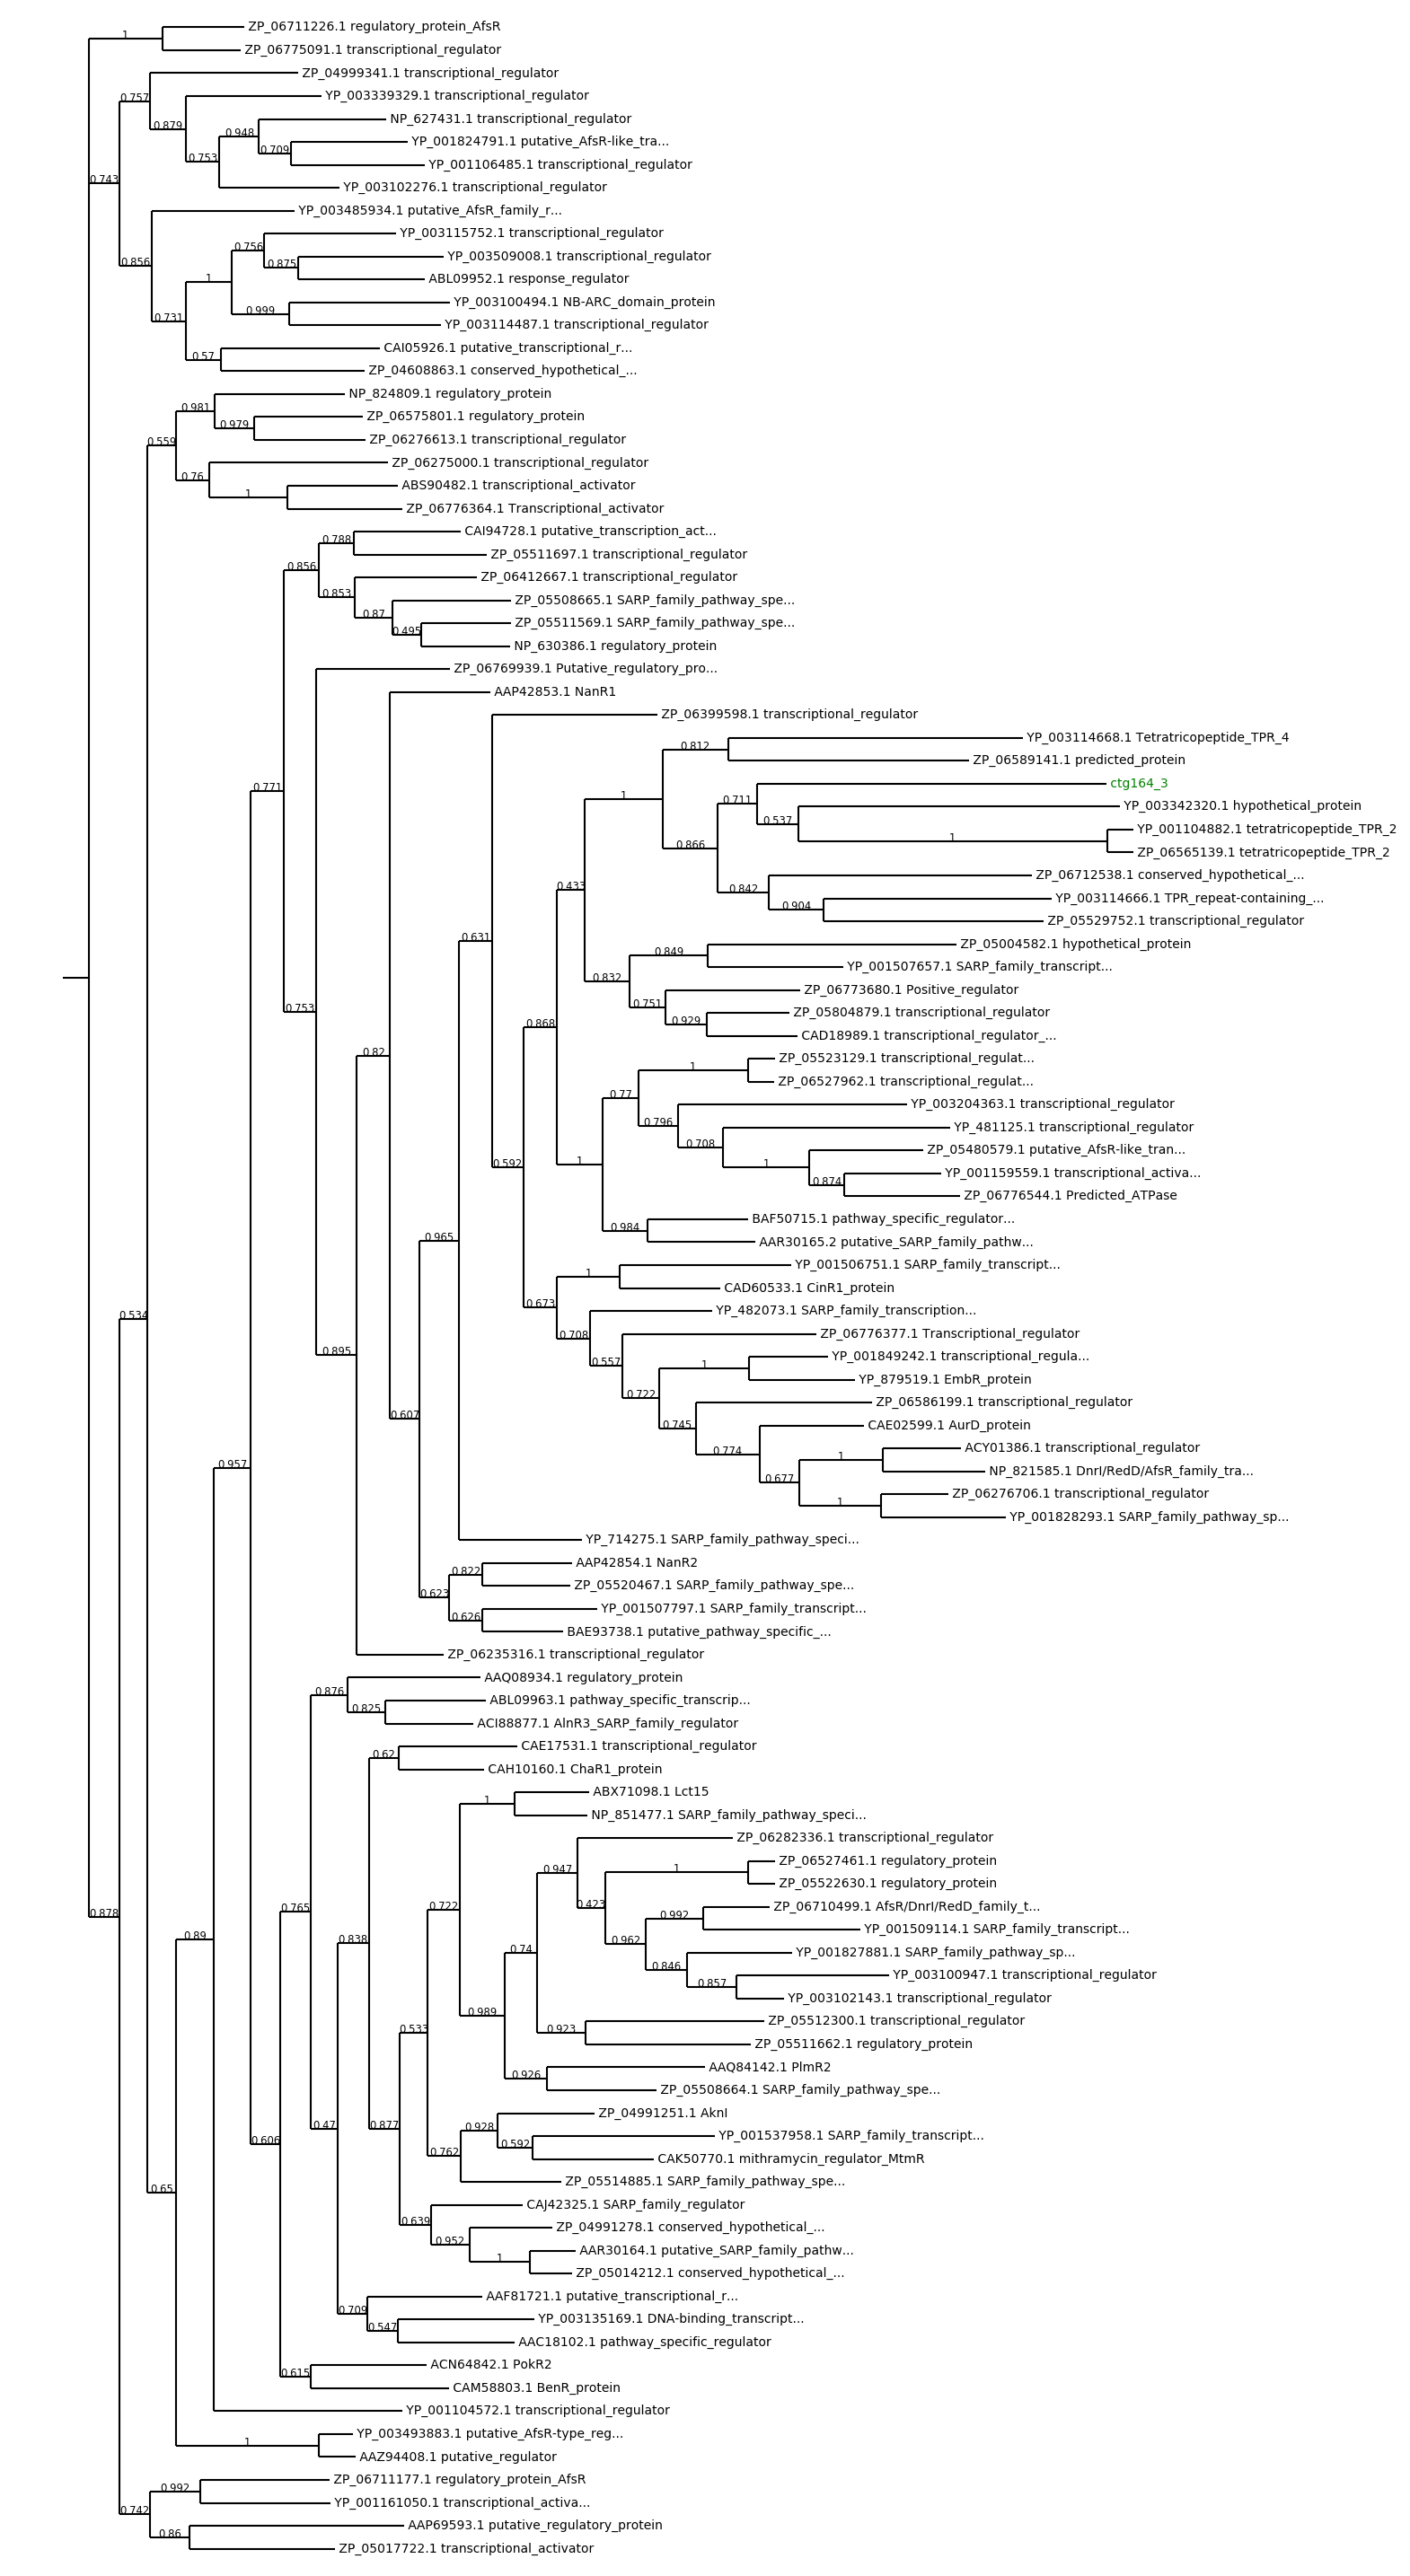 ZP_06711226.1 regulatory_protein_AfsR
1
ZP_06775091.1 transcriptional_regulator
ZP_04999341.1 transcriptional_regulator
0.757
YP_003339329.1 transcriptional_regulator
NP_627431.1 transcriptional_regulator
0.879
0.948
YP_001824791.1 putative_AfsR-like_tra...
0.709
0.753
YP_001106485.1 transcriptional_regulator
0.743
YP_003102276.1 transcriptional_regulator
YP_003485934.1 putative_AfsR_family_r...
YP_003115752.1 transcriptional_regulator
0.756
YP_003509008.1 transcriptional_regulator
0.856
0.875
1
ABL09952.1 response_regulator
YP_003100494.1 NB-ARC_domain_protein
0.999
0.731
YP_003114487.1 transcriptional_regulator
CAI05926.1 putative_transcriptional_r...
0.57
ZP_04608863.1 conserved_hypothetical_...
NP_824809.1 regulatory_protein
0.981
ZP_06575801.1 regulatory_protein
0.979
0.559
ZP_06276613.1 transcriptional_regulator
ZP_06275000.1 transcriptional_regulator
0.76
ABS90482.1 transcriptional_activator
1
ZP_06776364.1 Transcriptional_activator
CAI94728.1 putative_transcription_act...
0.788
ZP_05511697.1 transcriptional_regulator
0.856
ZP_06412667.1 transcriptional_regulator
0.853
ZP_05508665.1 SARP_family_pathway_spe...
0.87
ZP_05511569.1 SARP_family_pathway_spe...
0.495
NP_630386.1 regulatory_protein
ZP_06769939.1 Putative_regulatory_pro...
AAP42853.1 NanR1
ZP_06399598.1 transcriptional_regulator
YP_003114668.1 Tetratricopeptide_TPR_4
0.812
ZP_06589141.1 predicted_protein
ctg164_3
0.771
1
0.711
YP_003342320.1 hypothetical_protein
0.537
YP_001104882.1 tetratricopeptide_TPR_2
1
0.866
ZP_06565139.1 tetratricopeptide_TPR_2
ZP_06712538.1 conserved_hypothetical_...
0.433
0.842
YP_003114666.1 TPR_repeat-containing_...
0.904
ZP_05529752.1 transcriptional_regulator
0.631
ZP_05004582.1 hypothetical_protein
0.849
YP_001507657.1 SARP_family_transcript...
0.832
ZP_06773680.1 Positive_regulator
0.751
0.753
ZP_05804879.1 transcriptional_regulator
0.868
0.929
CAD18989.1 transcriptional_regulator_...
0.82
ZP_05523129.1 transcriptional_regulat...
1
ZP_06527962.1 transcriptional_regulat...
0.77
YP_003204363.1 transcriptional_regulator
0.796
YP_481125.1 transcriptional_regulator
0.708
ZP_05480579.1 putative_AfsR-like_tran...
0.592
1
1
YP_001159559.1 transcriptional_activa...
0.874
ZP_06776544.1 Predicted_ATPase
BAF50715.1 pathway_specific_regulator...
0.984
0.965
AAR30165.2 putative_SARP_family_pathw...
YP_001506751.1 SARP_family_transcript...
1
CAD60533.1 CinR1_protein
0.673
YP_482073.1 SARP_family_transcription...
0.534
0.708
ZP_06776377.1 Transcriptional_regulator
0.895
YP_001849242.1 transcriptional_regula...
0.557
1
YP_879519.1 EmbR_protein
0.722
ZP_06586199.1 transcriptional_regulator
0.607
0.745
CAE02599.1 AurD_protein
0.774
ACY01386.1 transcriptional_regulator
0.957
1
NP_821585.1 DnrI/RedD/AfsR_family_tra...
0.677
ZP_06276706.1 transcriptional_regulator
1
YP_001828293.1 SARP_family_pathway_sp...
YP_714275.1 SARP_family_pathway_speci...
AAP42854.1 NanR2
0.822
ZP_05520467.1 SARP_family_pathway_spe...
0.623
YP_001507797.1 SARP_family_transcript...
0.626
BAE93738.1 putative_pathway_specific_...
ZP_06235316.1 transcriptional_regulator
AAQ08934.1 regulatory_protein
0.876
ABL09963.1 pathway_specific_transcrip...
0.825
ACI88877.1 AlnR3_SARP_family_regulator
CAE17531.1 transcriptional_regulator
0.62
CAH10160.1 ChaR1_protein
ABX71098.1 Lct15
1
NP_851477.1 SARP_family_pathway_speci...
ZP_06282336.1 transcriptional_regulator
ZP_06527461.1 regulatory_protein
0.947
1
ZP_05522630.1 regulatory_protein
0.878
0.765
0.722
0.423
ZP_06710499.1 AfsR/DnrI/RedD_family_t...
0.992
YP_001509114.1 SARP_family_transcript...
0.89
0.838
0.962
0.74
YP_001827881.1 SARP_family_pathway_sp...
0.846
YP_003100947.1 transcriptional_regulator
0.857
YP_003102143.1 transcriptional_regulator
0.989
ZP_05512300.1 transcriptional_regulator
0.533
0.923
ZP_05511662.1 regulatory_protein
AAQ84142.1 PlmR2
0.926
ZP_05508664.1 SARP_family_pathway_spe...
ZP_04991251.1 AknI
0.47
0.877
0.928
YP_001537958.1 SARP_family_transcript...
0.606
0.592
0.762
CAK50770.1 mithramycin_regulator_MtmR
ZP_05514885.1 SARP_family_pathway_spe...
0.65
CAJ42325.1 SARP_family_regulator
0.639
ZP_04991278.1 conserved_hypothetical_...
0.952
AAR30164.1 putative_SARP_family_pathw...
1
ZP_05014212.1 conserved_hypothetical_...
AAF81721.1 putative_transcriptional_r...
0.709
YP_003135169.1 DNA-binding_transcript...
0.547
AAC18102.1 pathway_specific_regulator
ACN64842.1 PokR2
0.615
CAM58803.1 BenR_protein
YP_001104572.1 transcriptional_regulator
YP_003493883.1 putative_AfsR-type_reg...
1
AAZ94408.1 putative_regulator
ZP_06711177.1 regulatory_protein_AfsR
0.992
YP_001161050.1 transcriptional_activa...
0.742
AAP69593.1 putative_regulatory_protein
0.86
ZP_05017722.1 transcriptional_activator